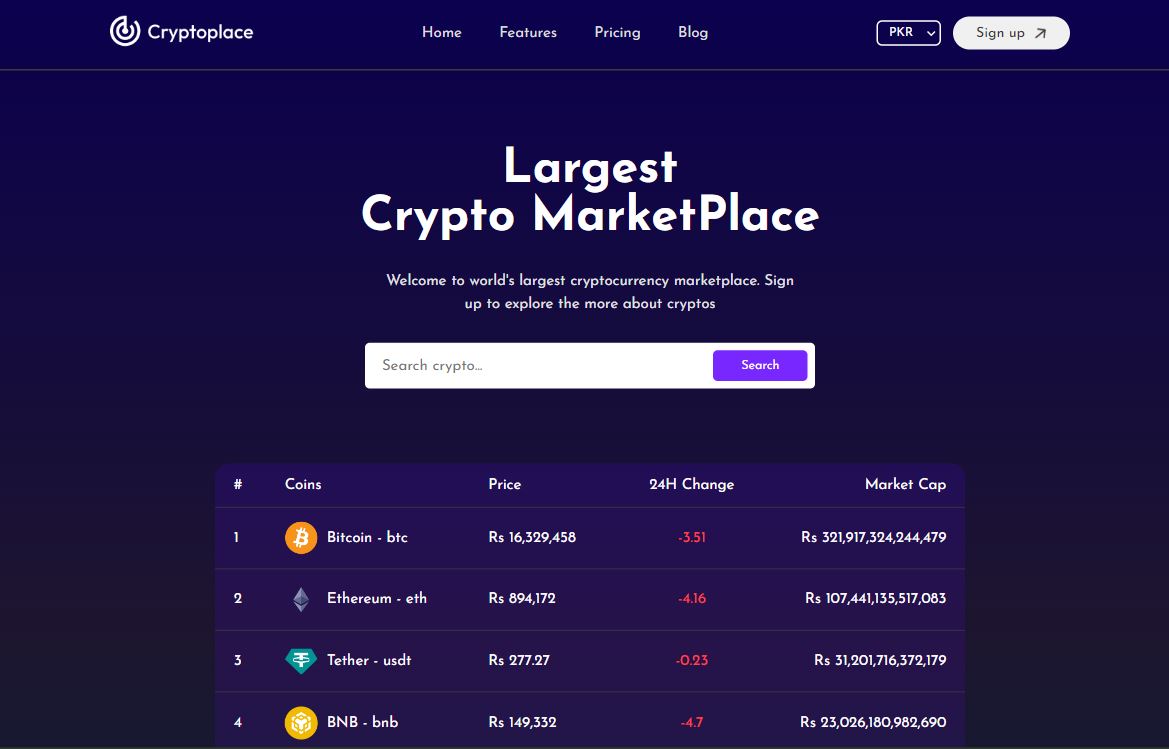 Cryptoplace Home Features Pricing Blog PKR Sign up
Largest
Crypto MarketPlace
Welcome to world's largest cryptocurrency marketplace. Sign
up to explore the more about cryptos
Search crypto... Search
# Coins Price 24H Change Market Cap
1 Bitcoin - btc Rs 16,329,458 -3.51 Rs 321,917,324,244,479
2 Ethereum - eth Rs 894,172 -4.16 Rs 107,441,135,517,083
3 Tether - usdt Rs 277.27 -0.23 Rs 31,201,716,372,179
4 BNB - bnb Rs 149,332 -4.7 Rs 23,026,180,982,690